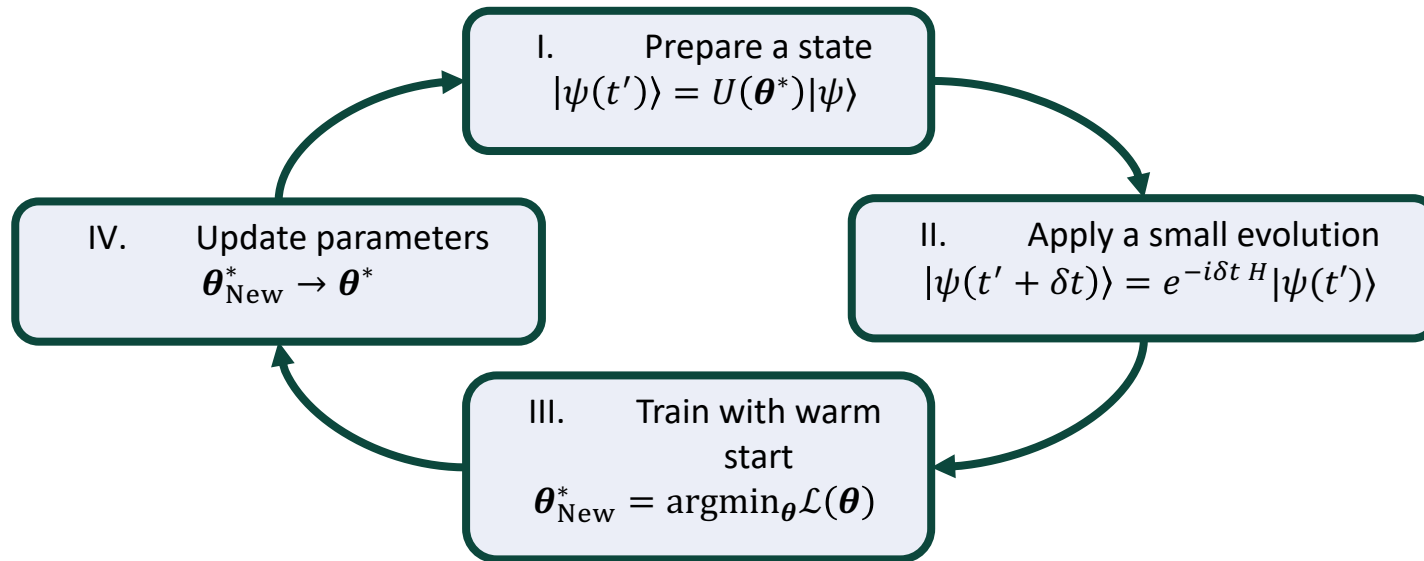 I. Prepare a state
|ψ(t′)⟩ = U(θ*)|ψ⟩
II. Apply a small evolution
|ψ(t′ + δt)⟩ = e^{−iδt H}|ψ(t′)⟩
III. Train with warm
start
θ*_New = argmin_θ ℒ(θ)
IV. Update parameters
θ*_New → θ*